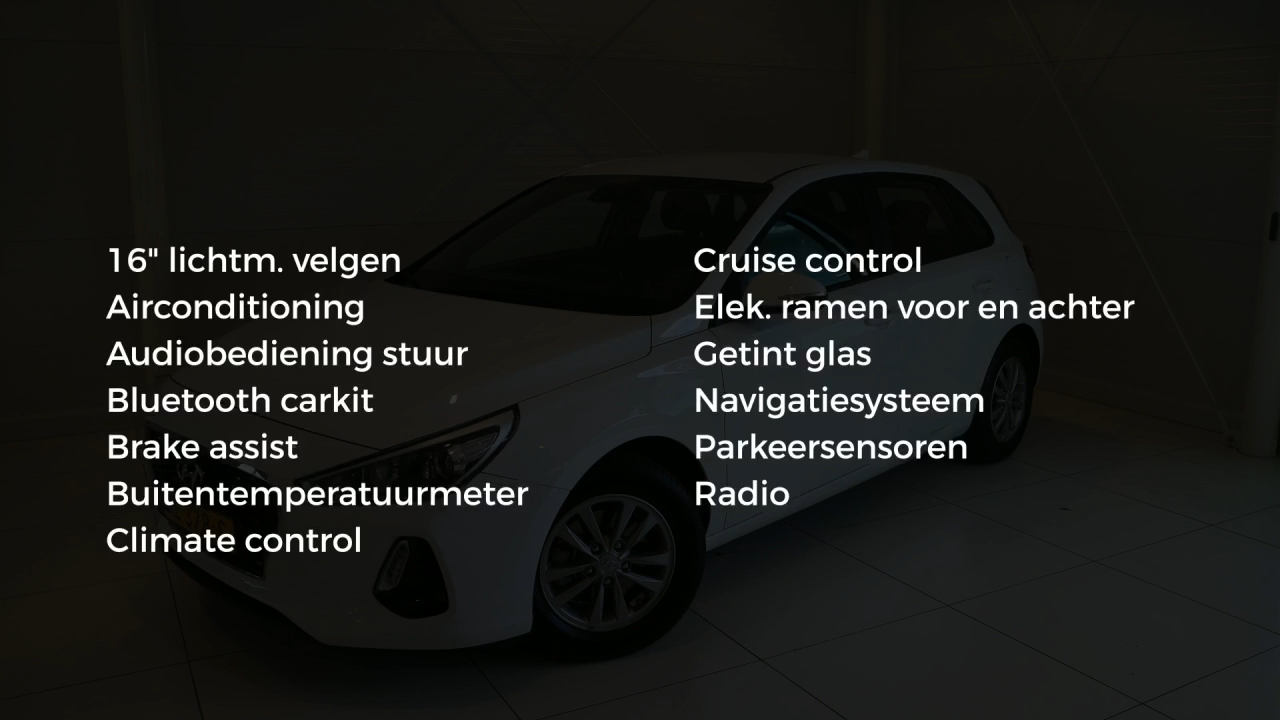 16" lichtm. velgen
Airconditioning
Audiobediening stuur
Bluetooth carkit
Brake assist
Buitentemperatuurmeter
Climate control
Cruise control
Elek. ramen voor en achter
Getint glas
Navigatiesysteem
Parkeersensoren
Radio